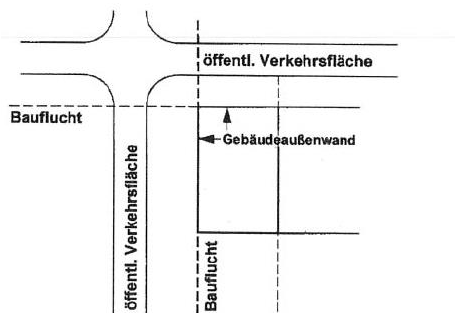 öffentl. Verkehrsfläche
Bauflucht
Gebäudeaußenwand
öffentl. Verkehrsfläche
Bauflucht